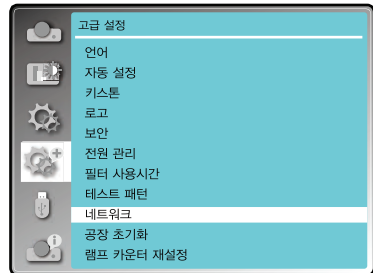 고급 설정
언어
자동 설정
키스톤
로고
보안
전원 관리
필터 사용시간
테스트 패턴
네트워크
공장 초기화
램프 카운터 재설정